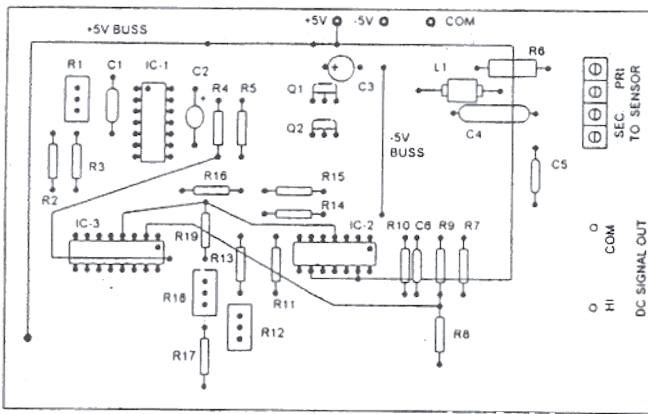 +5V -5V COM
+5V BUSS
R1 C1 IC-1 C2 R4 R5 Q1 C3 L1 R6
Q2 C4
PRI
SEC.
TO SENSOR
-5V
BUSS
R2 R3 C5
R16 R15
R14
IC-3 R19 IC-2 R10 C6 R9 R7
R13 R11
R18 R12
R17 R8
COM
HI
DC SIGNAL OUT